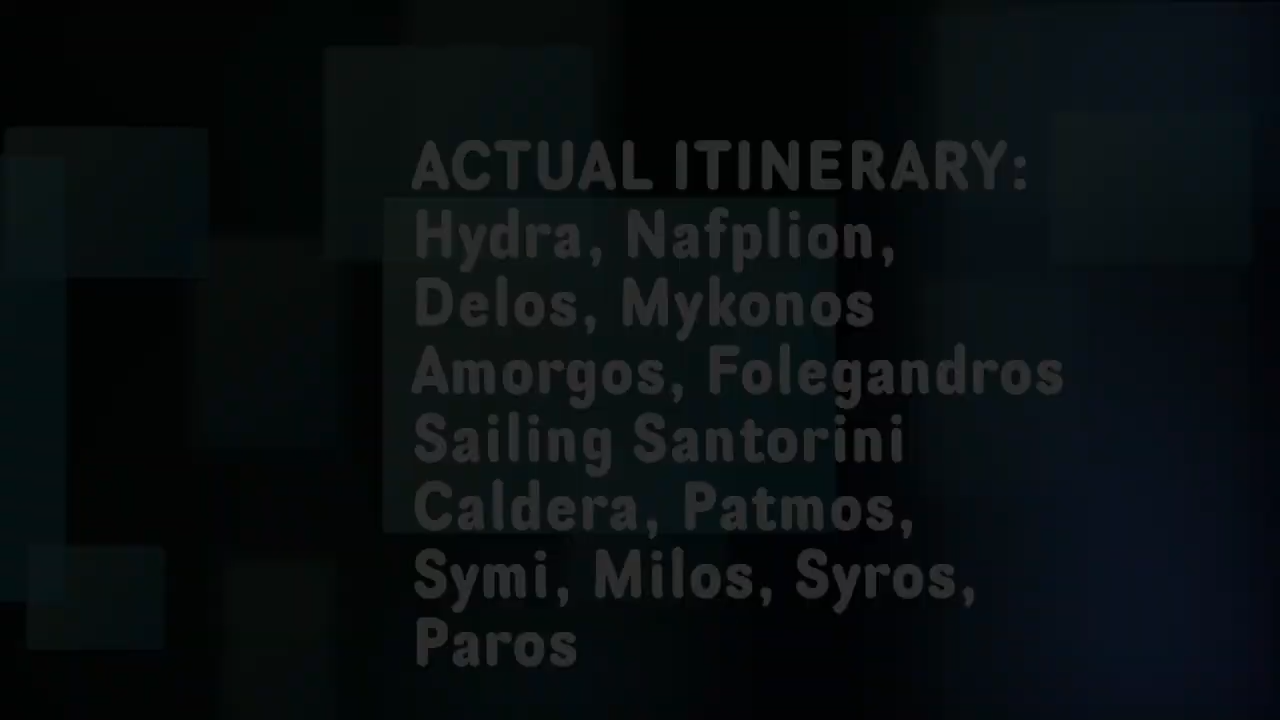 ACTUAL ITINERARY:
Hydra, Nafplion,
Delos, Mykonos
Amorgos, Folegandros
Sailing Santorini
Caldera, Patmos,
Symi, Milos, Syros,
Paros